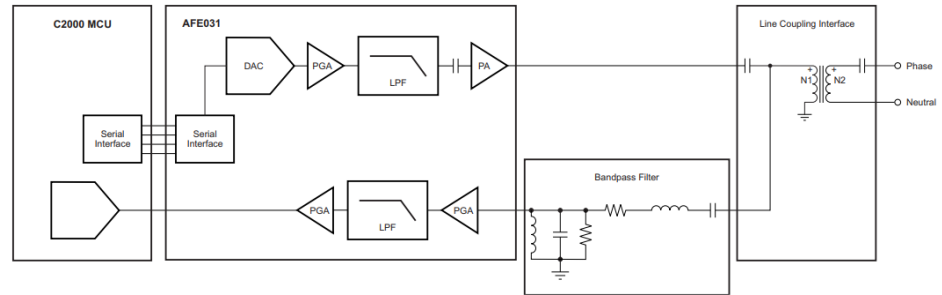 C2000 MCU
AFE031
Line Coupling Interface
DAC
PGA
LPF
PA
+
+
N1
N2
Phase
Neutral
Serial
Interface
Serial
Interface
Bandpass Filter
PGA
LPF
PGA